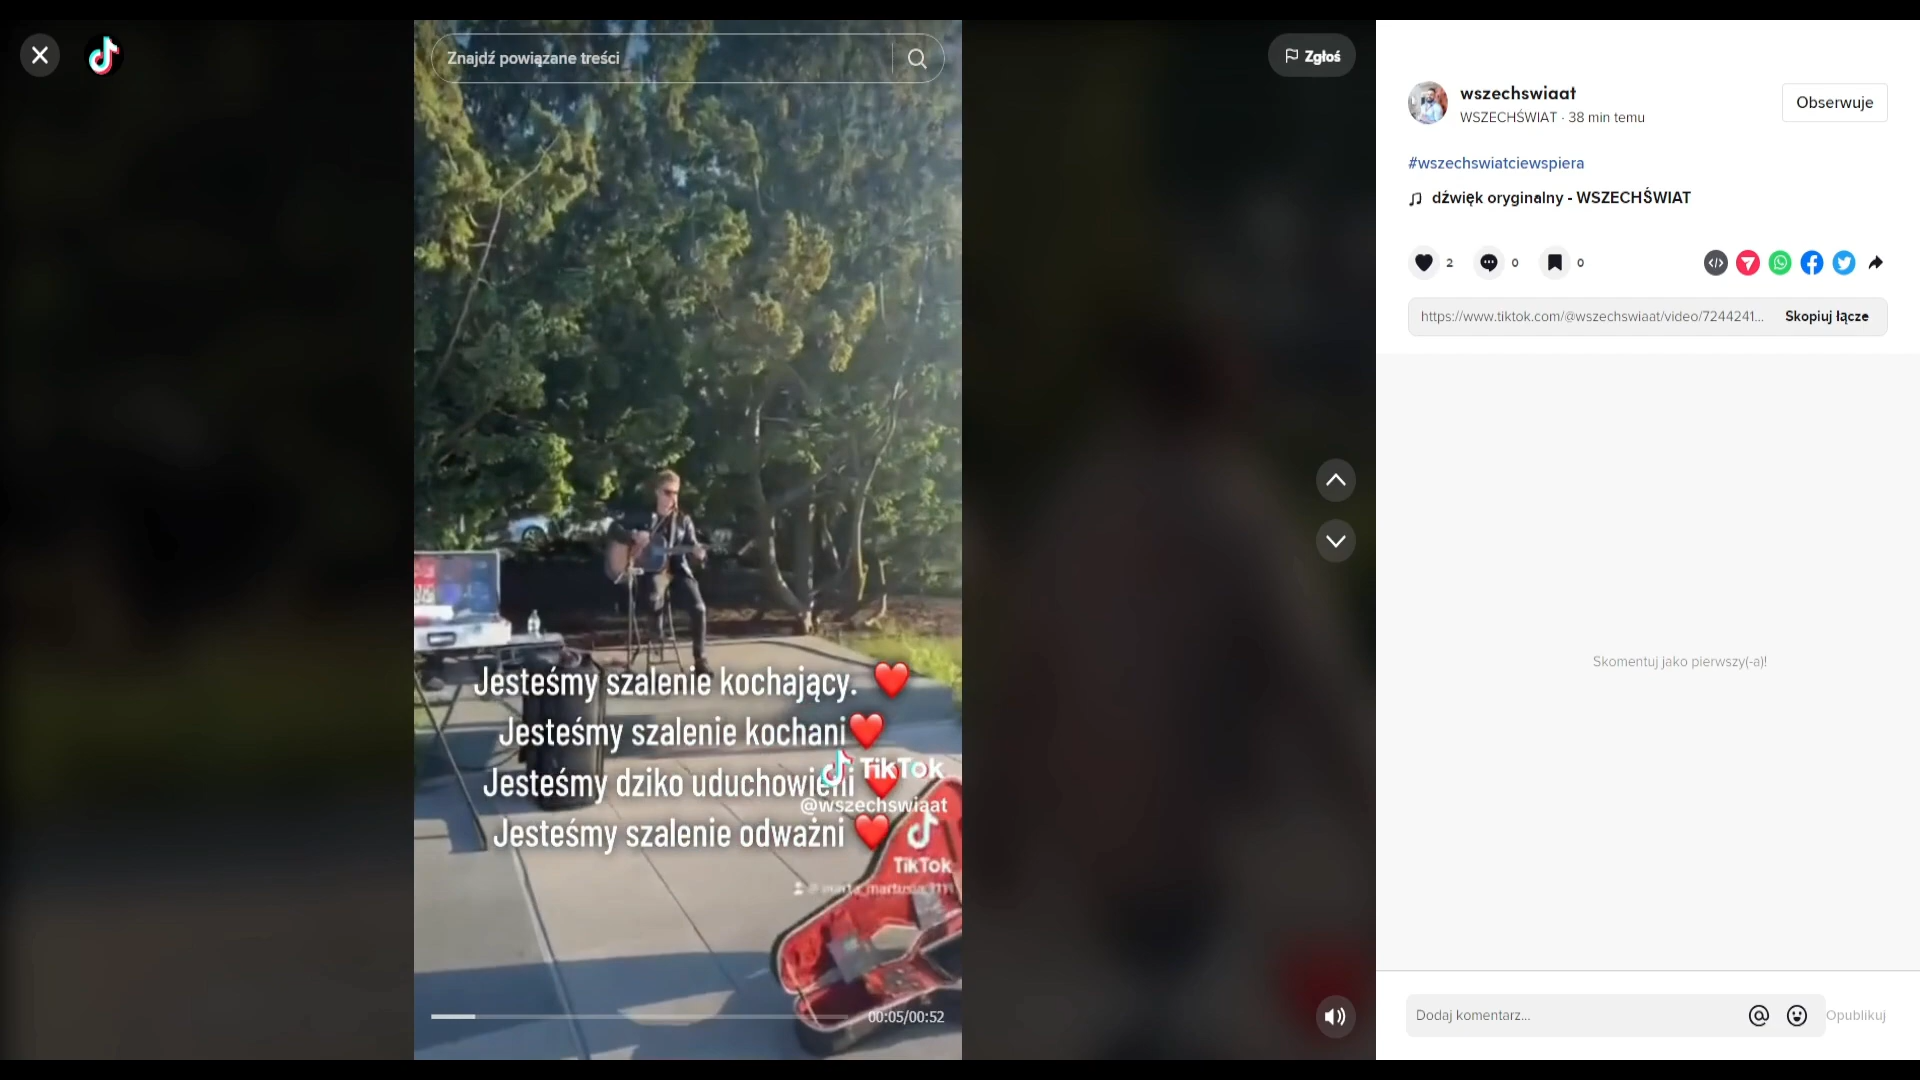 Znajdź powiązane treści
Zgłoś
Jesteśmy szalenie kochający. ❤️
Jesteśmy szalenie kochani❤️
Jesteśmy dziko uduchowieni ❤️
Jesteśmy szalenie odważni ❤️
TikTok
@wszechswiaat
TikTok
00:05/00:52
wszechswiaat
WSZECHŚWIAT · 38 min temu
Obserwuje
#wszechswiatciewspiera
dźwięk oryginalny - WSZECHŚWIAT
2
0
0
https://www.tiktok.com/@wszechswiaat/video/7244241...
Skopiuj łącze
Skomentuj jako pierwszy(-a)!
Dodaj komentarz...
Opublikuj